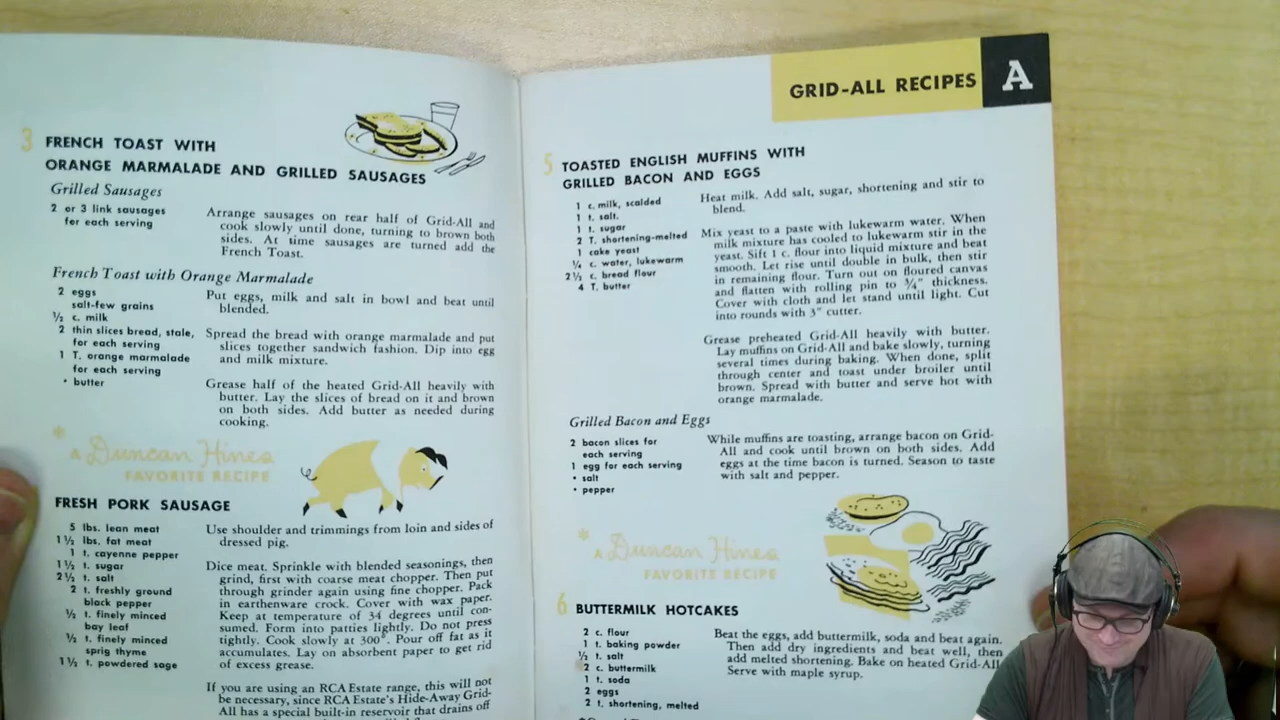 3
FRENCH TOAST WITH
ORANGE MARMALADE AND GRILLED SAUSAGES
Grilled Sausages
2 or 3 link sausages
for each serving
Arrange sausages on rear half of Grid-All and
cook slowly until done, turning to brown both
sides. At time sausages are turned add the
French Toast.
French Toast with Orange Marmalade
2 eggs
salt-few grains
½ c. milk
2 thin slices bread, stale,
for each serving
1 T. orange marmalade
for each serving
• butter
Put eggs, milk and salt in bowl and beat until
blended.
Spread the bread with orange marmalade and put
slices together sandwich fashion. Dip into egg
and milk mixture.
Grease half of the heated Grid-All heavily with
butter. Lay the slices of bread on it and brown
on both sides. Add butter as needed during
cooking.
*
A Duncan Hines
FAVORITE RECIPE
FRESH PORK SAUSAGE
5 lbs. lean meat
1½ lbs. fat meat
1 t. cayenne pepper
1½ t. sugar
2½ t. salt
2 t. freshly ground
black pepper
½ t. finely minced
bay leaf
½ t. finely minced
sprig thyme
1½ t. powdered sage
Use shoulder and trimmings from loin and sides of
dressed pig.
Dice meat. Sprinkle with blended seasonings, then
grind, first with coarse meat chopper. Then put
through grinder again using fine chopper. Pack
in earthenware crock. Cover with wax paper.
Keep at temperature of 34 degrees until con-
sumed. Form into patties lightly. Do not press
tightly. Cook slowly at 300°. Pour off fat as it
accumulates. Lay on absorbent paper to get rid
of excess grease.
If you are using an RCA Estate range, this will not
be necessary, since RCA Estate's Hide-Away Grid-
All has a special built-in reservoir that drains off
GRID-ALL RECIPES A
5
TOASTED ENGLISH MUFFINS WITH
GRILLED BACON AND EGGS
1 c. milk, scalded
1 t. salt.
1 t. sugar
2 T. shortening-melted
1 cake yeast
¼ c. water, lukewarm
2½ c. bread flour
4 T. butter
Heat milk. Add salt, sugar, shortening and stir to
blend.
Mix yeast to a paste with lukewarm water. When
milk mixture has cooled to lukewarm stir in the
yeast. Sift 1 c. flour into liquid mixture and beat
smooth. Let rise until double in bulk, then stir
in remaining flour. Turn out on floured canvas
and flatten with rolling pin to ¾" thickness.
Cover with cloth and let stand until light. Cut
into rounds with 3" cutter.
Grease preheated Grid-All heavily with butter.
Lay muffins on Grid-All and bake slowly, turning
several times during baking. When done, split
through center and toast under broiler until
brown. Spread with butter and serve hot with
orange marmalade.
Grilled Bacon and Eggs
2 bacon slices for
each serving
1 egg for each serving
• salt
• pepper
While muffins are toasting, arrange bacon on Grid-
All and cook until brown on both sides. Add
eggs at the time bacon is turned. Season to taste
with salt and pepper.
*
A Duncan Hines
FAVORITE RECIPE
6
BUTTERMILK HOTCAKES
2 c. flour
1 t. baking powder
½ t. salt
2 c. buttermilk
1 t. soda
2 eggs
2 t. shortening, melted
Beat the eggs, add buttermilk, soda and beat again.
Then add dry ingredients and beat well, then
add melted shortening. Bake on heated Grid-All
Serve with maple syrup.